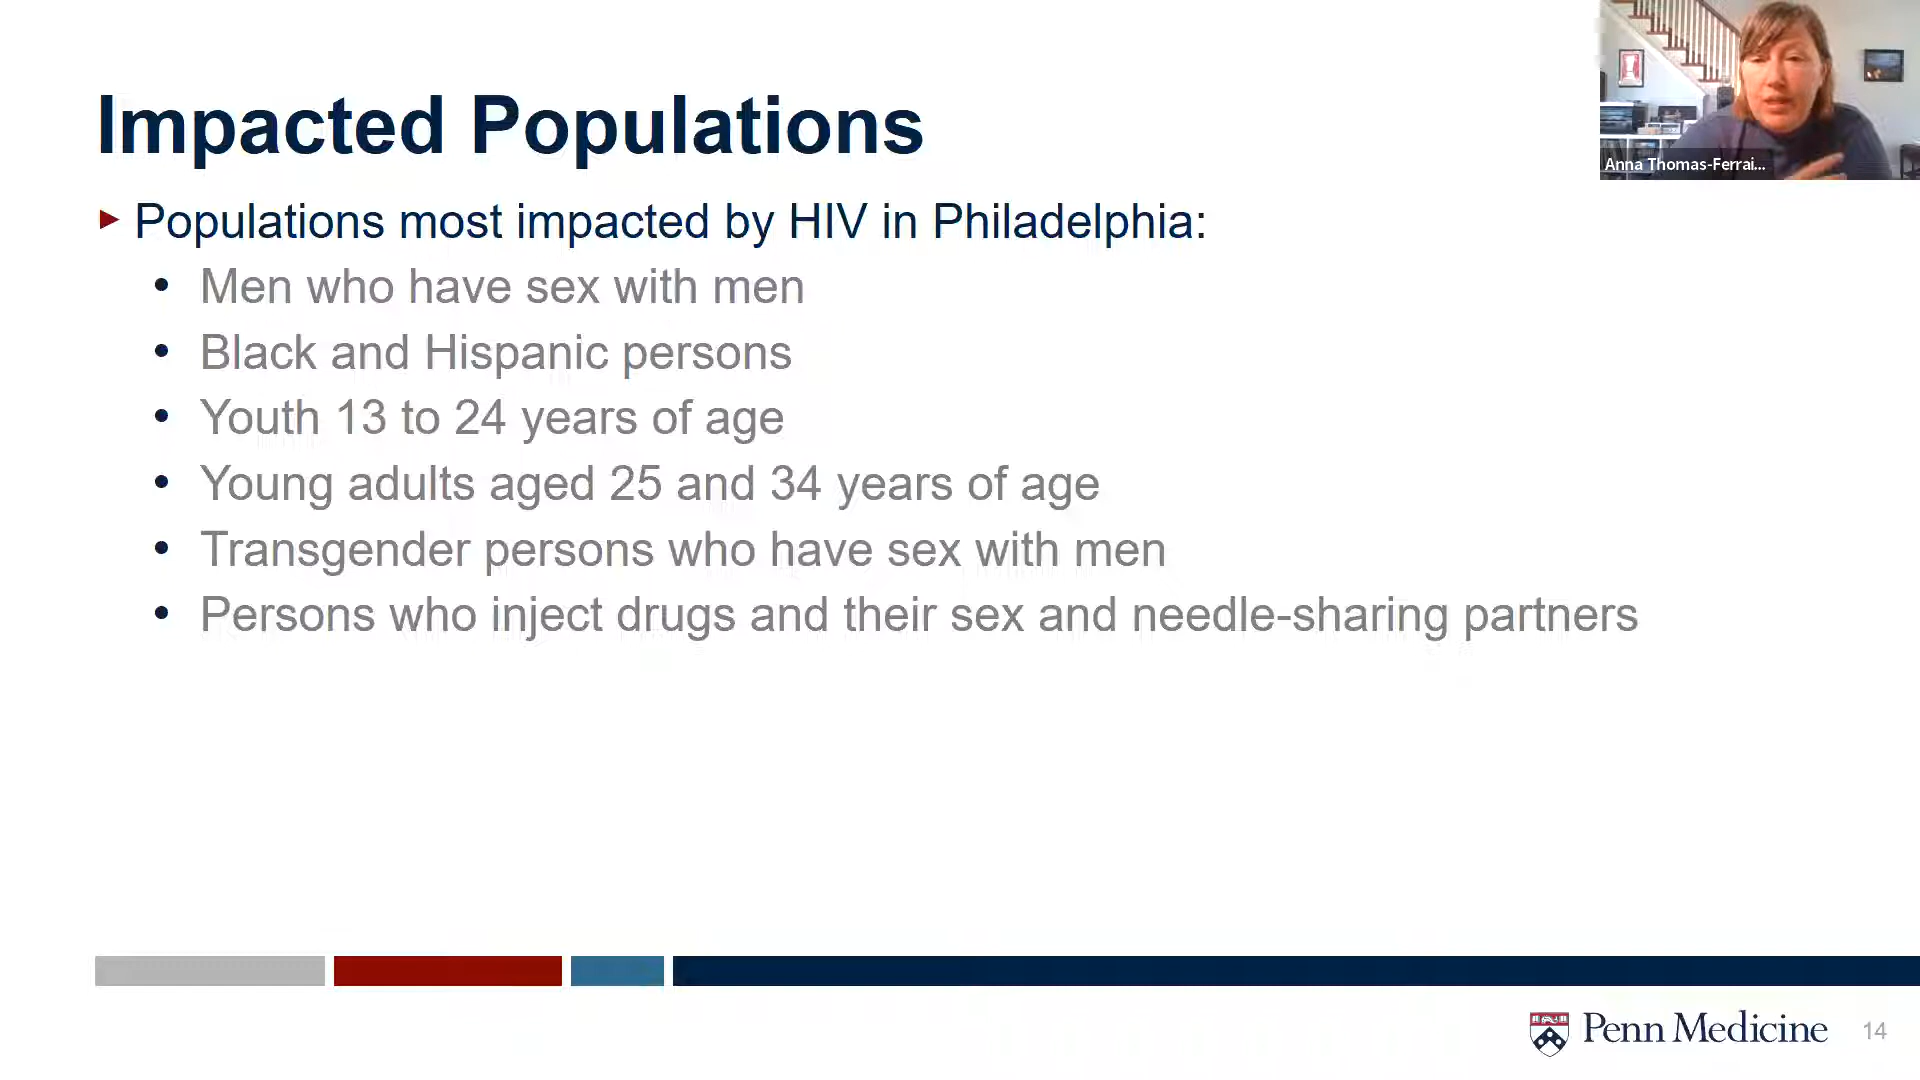 Impacted Populations
Anna Thomas-Ferrai...
► Populations most impacted by HIV in Philadelphia:
• Men who have sex with men
• Black and Hispanic persons
• Youth 13 to 24 years of age
• Young adults aged 25 and 34 years of age
• Transgender persons who have sex with men
• Persons who inject drugs and their sex and needle-sharing partners
Penn Medicine 14